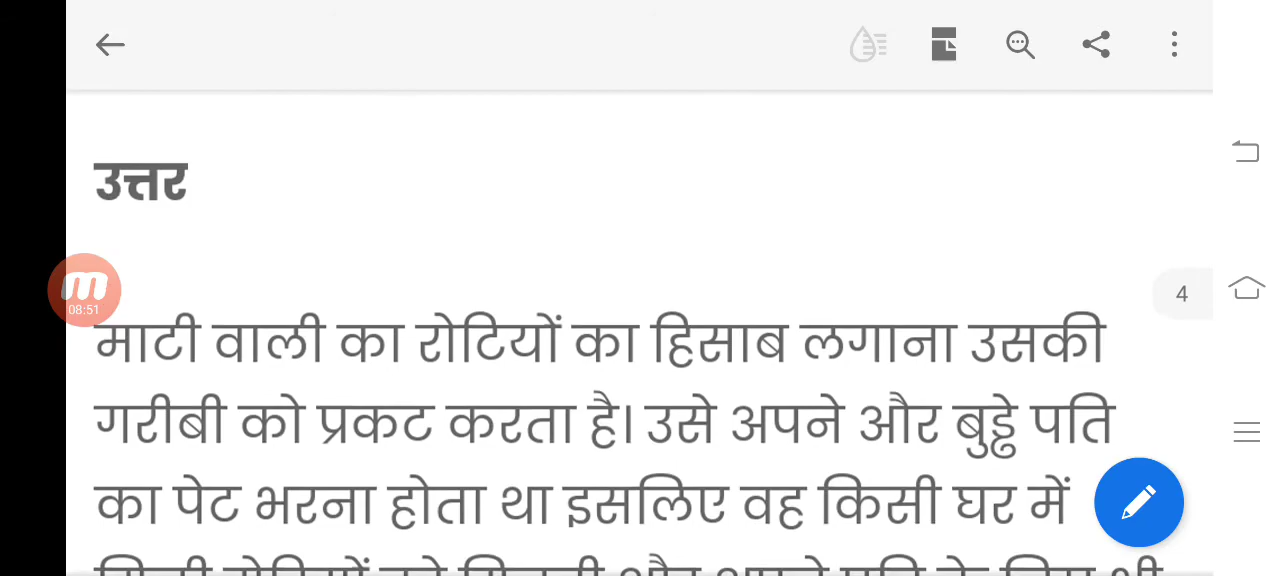 उत्तर
4
m
08:51
माटी वाली का रोटियों का हिसाब लगाना उसकी
गरीबी को प्रकट करता है। उसे अपने और बुड्ढे पति
का पेट भरना होता था इसलिए वह किसी घर में